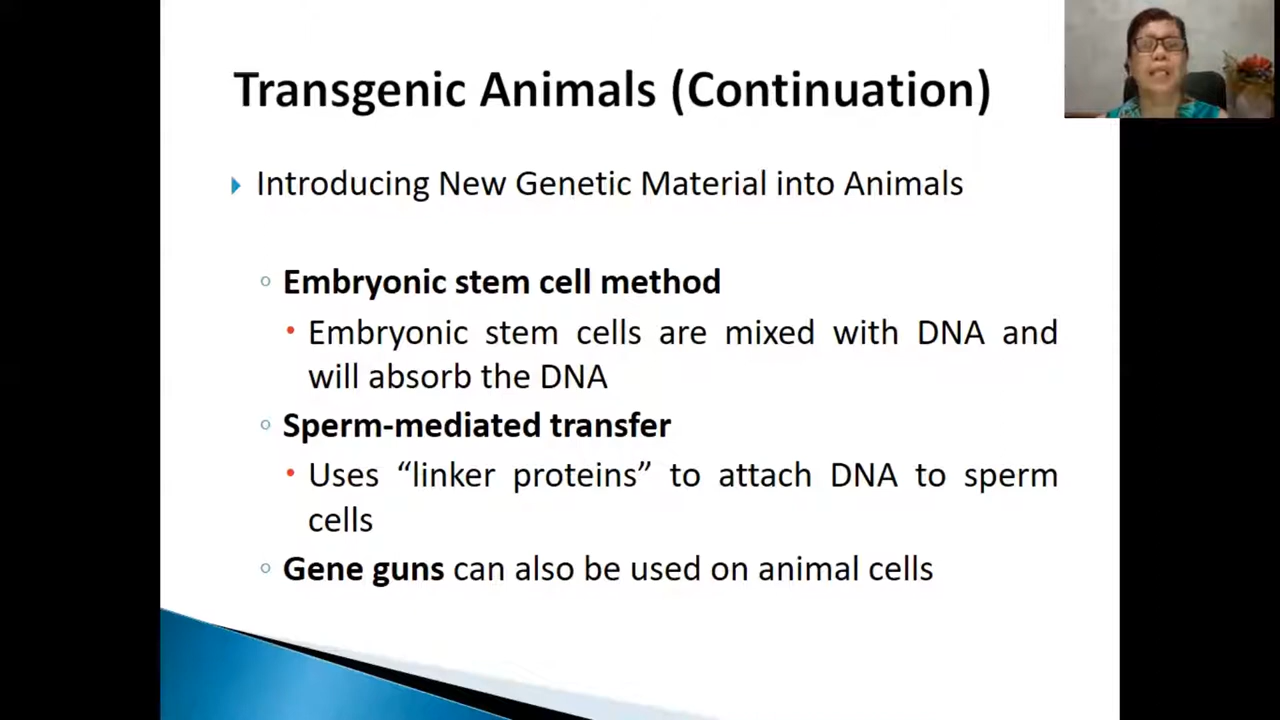 Transgenic Animals (Continuation)
Introducing New Genetic Material into Animals
Embryonic stem cell method
Embryonic stem cells are mixed with DNA and
will absorb the DNA
Sperm-mediated transfer
Uses “linker proteins” to attach DNA to sperm
cells
Gene guns can also be used on animal cells